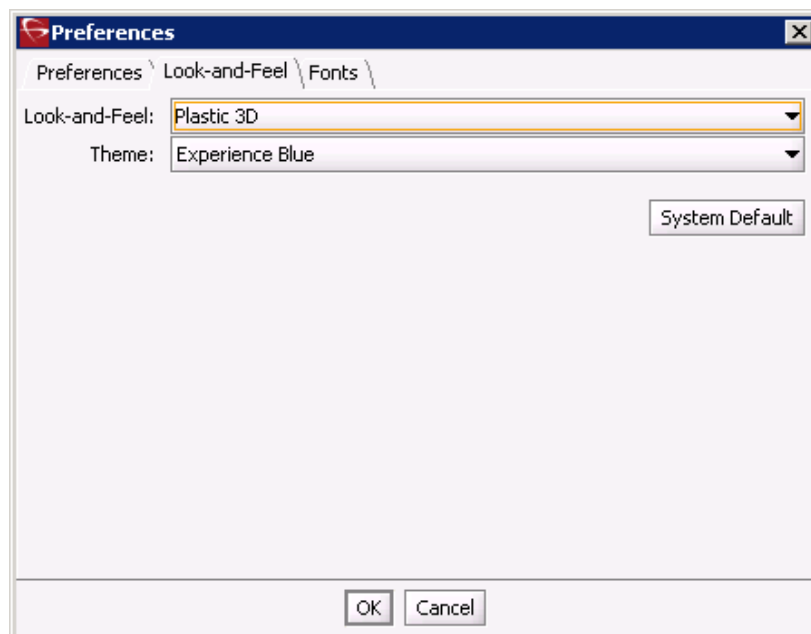 Preferences
Preferences Look-and-Feel Fonts
Look-and-Feel: Plastic 3D
Theme: Experience Blue
System Default
OK Cancel